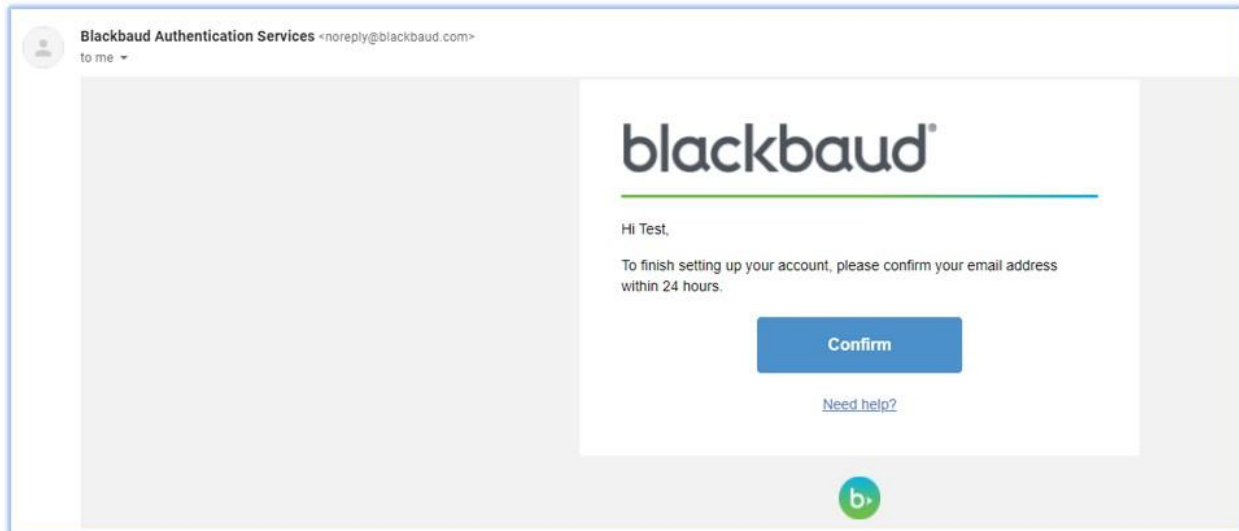 Blackbaud Authentication Services <noreply@blackbaud.com>
to me
blackbaud®
Hi Test,
To finish setting up your account, please confirm your email address
within 24 hours.
Confirm
Need help?
b